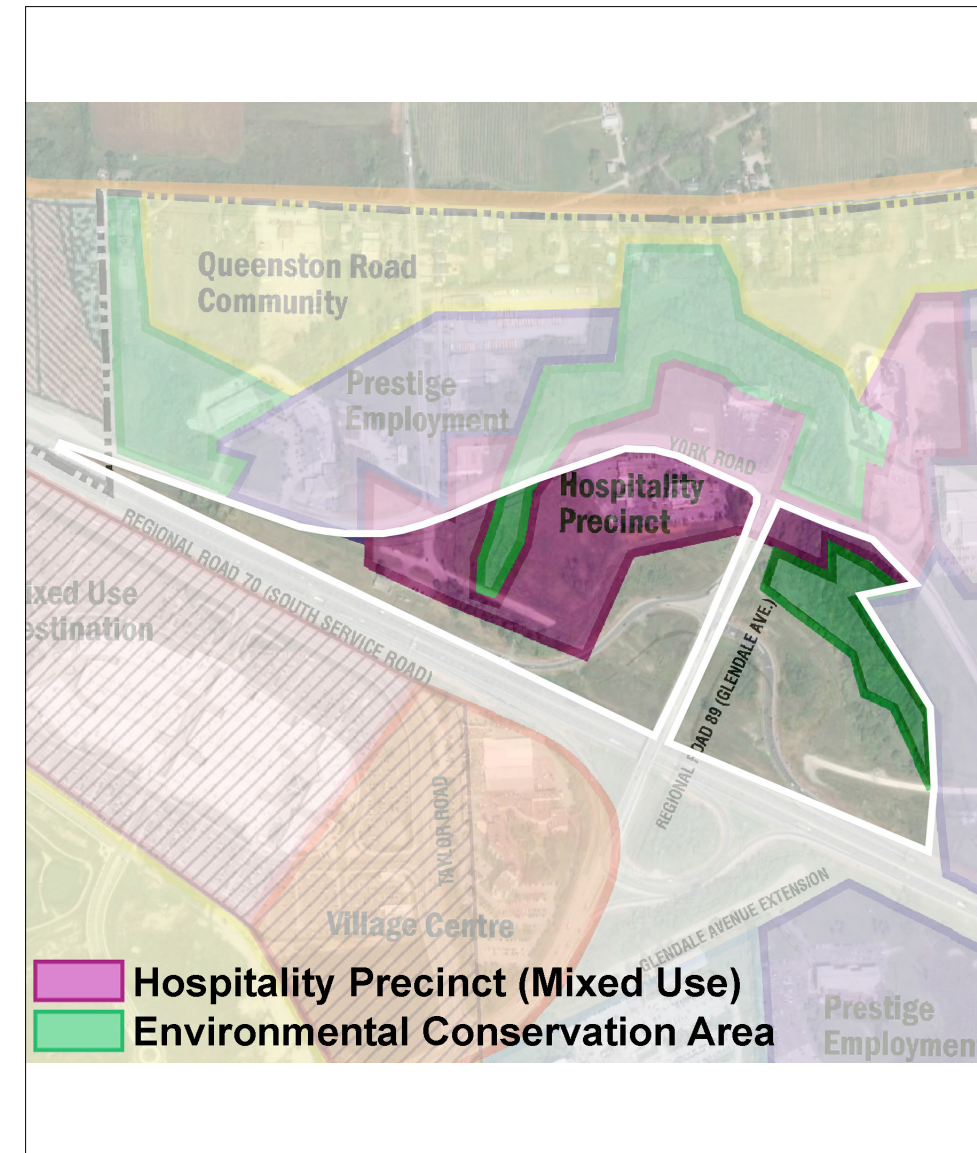 Queenston Road
Community
Prestige
Employment
YORK ROAD
Hospitality
Precinct
REGIONAL ROAD 70 (SOUTH SERVICE ROAD)
ixed Use
estination
REGIONAL ROAD 89 (GLENDALE AVE.)
TAYLOR ROAD
Village Centre
GLENDALE AVENUE EXTENSION
Hospitality Precinct (Mixed Use)
Environmental Conservation Area
Prestige
Employmen